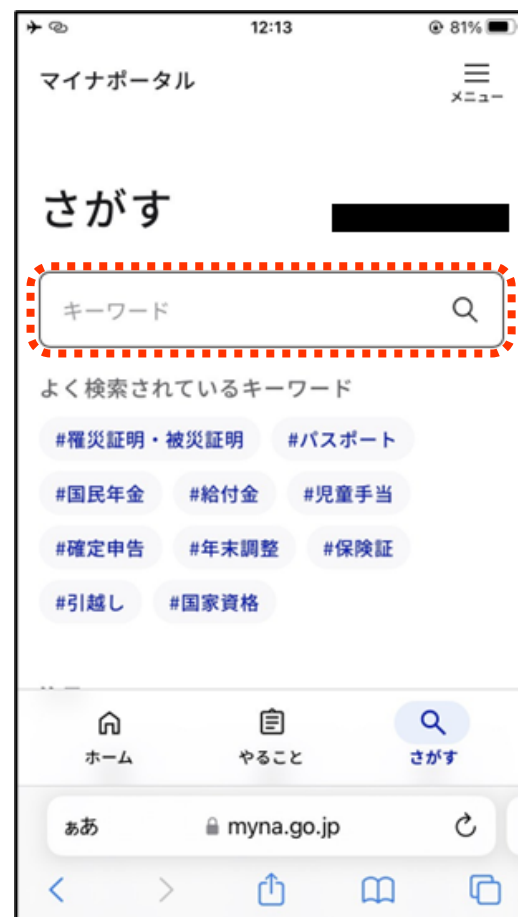 12:13 81%
マイナポータル
メニュー
さがす
キーワード
よく検索されているキーワード
#罹災証明・被災証明 #パスポート
#国民年金 #給付金 #児童手当
#確定申告 #年末調整 #保険証
#引越し #国家資格
ホーム やること さがす
ぁあ myna.go.jp